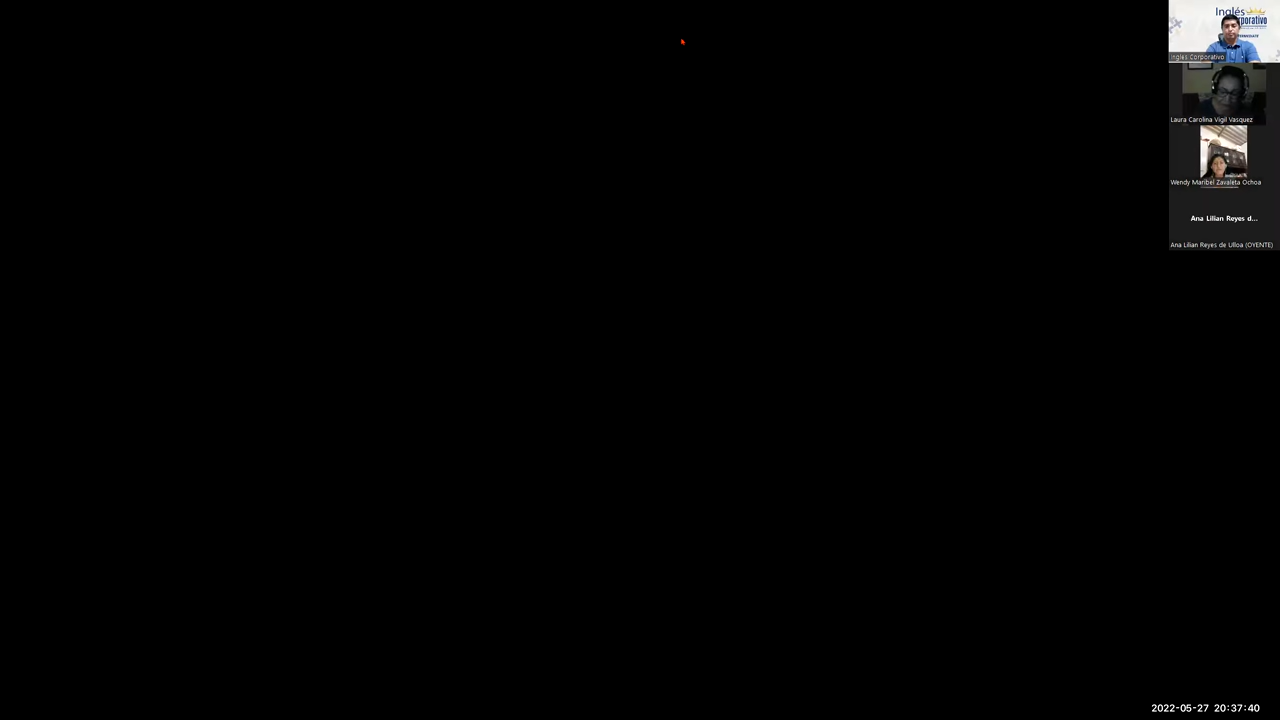 Inglés
Corporativo
Inglés Corporativo
Laura Carolina Vigil Vasquez
Wendy Maribel Zavaleta Ochoa
Ana Lilian Reyes d...
Ana Lilian Reyes de Ulloa (OYENTE)
2022-05-27 20:37:40